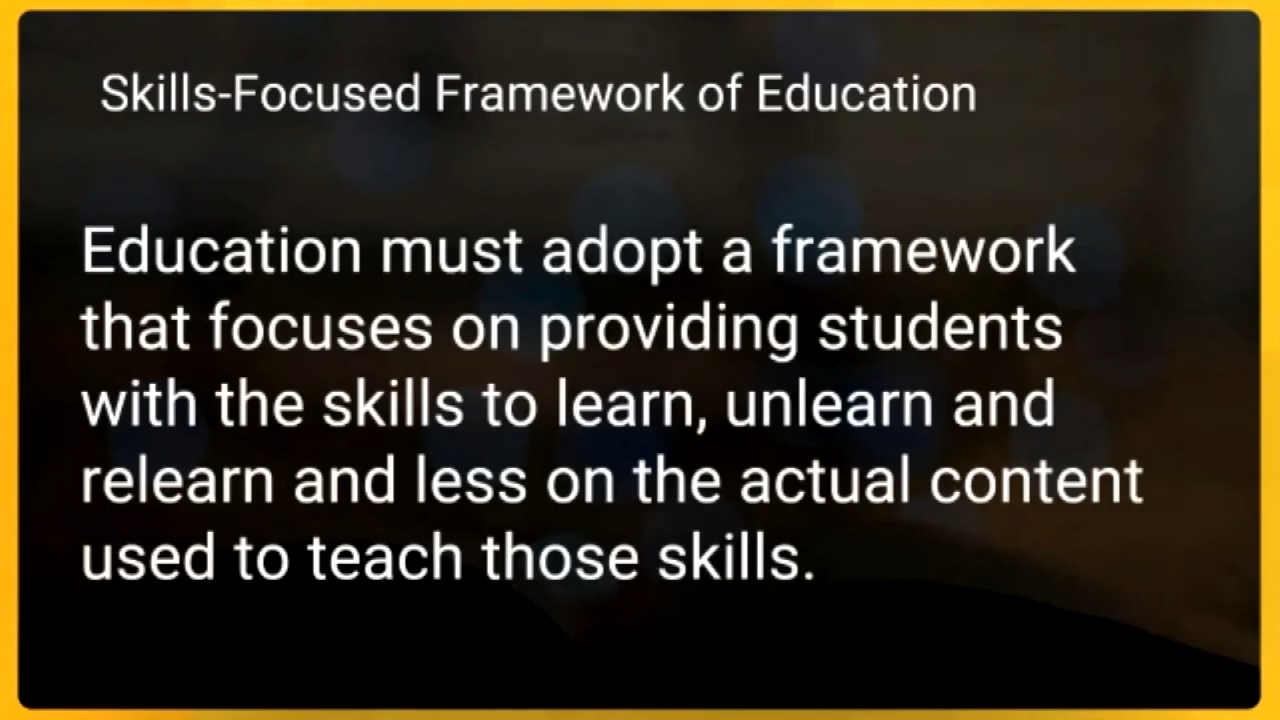 Skills-Focused Framework of Education
Education must adopt a framework
that focuses on providing students
with the skills to learn, unlearn and
relearn and less on the actual content
used to teach those skills.